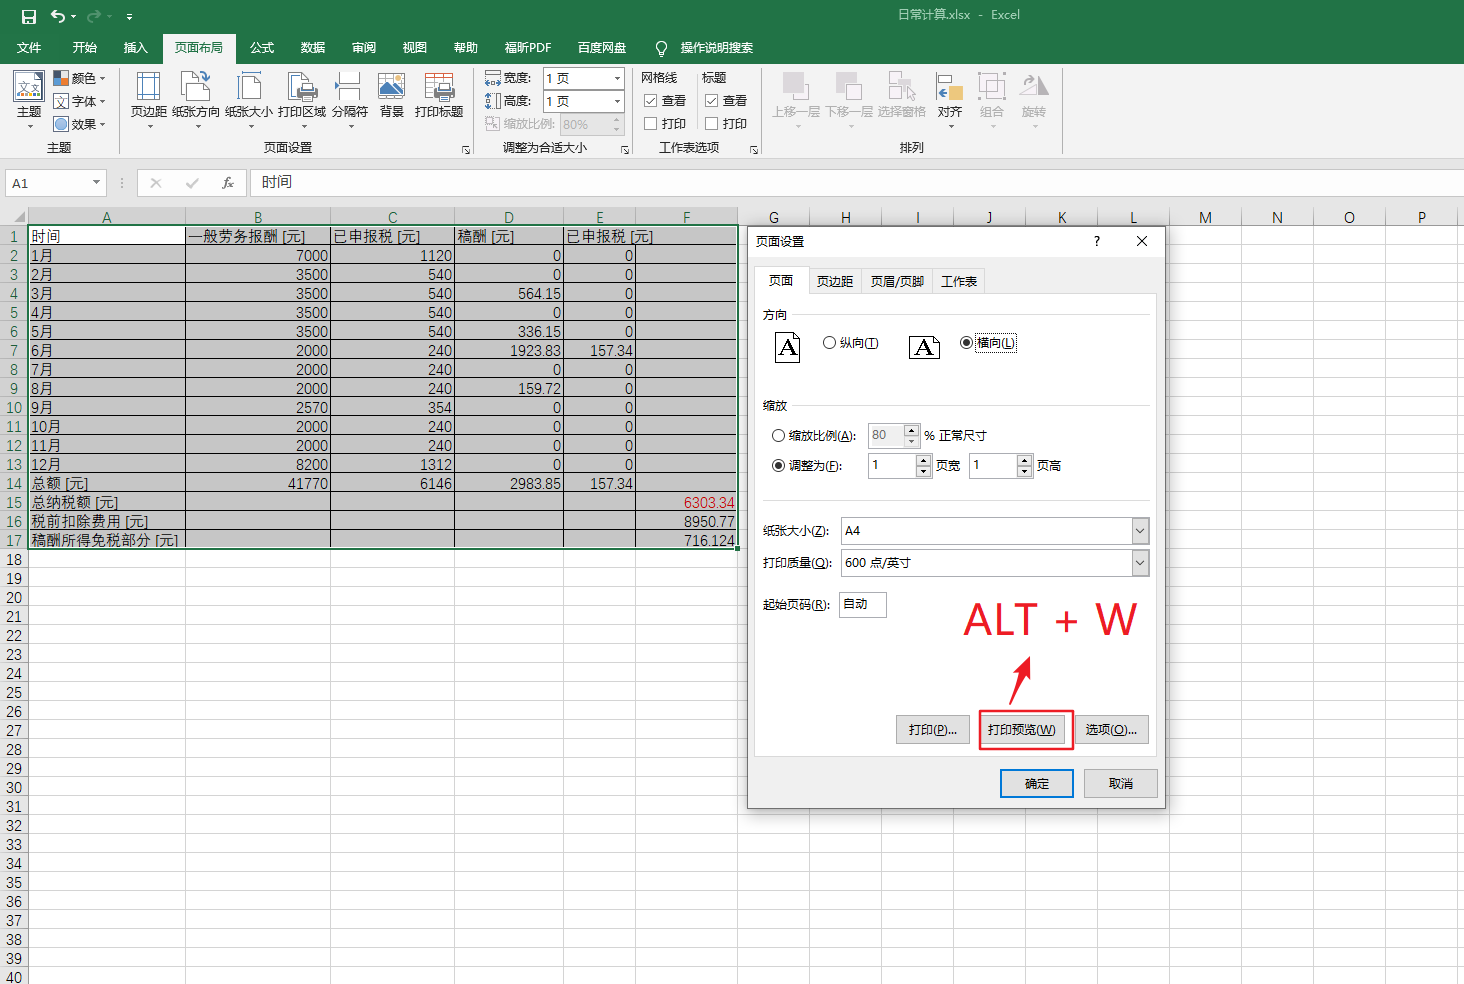 日常计算.xlsx - Excel
文件 开始 插入 页面布局 公式 数据 审阅 视图 帮助 福昕PDF 百度网盘 操作说明搜索
主题 颜色 字体 效果
页边距 纸张方向 纸张大小 打印区域 分隔符 背景 打印标题
宽度: 1 页
高度: 1 页
缩放比例: 80%
网格线 标题
查看 查看
打印 打印
上移一层 下移一层 选择窗格 对齐 组合 旋转
主题 页面设置 调整为合适大小 工作表选项 排列
A1 fx 时间
A B C D E F G H I J K L M N O P
1 时间 一般劳务报酬 [元] 已申报税 [元] 稿酬 [元] 已申报税 [元]
2 1月 7000 1120 0 0
3 2月 3500 540 0 0
4 3月 3500 540 564.15 0
5 4月 3500 540 0 0
6 5月 3500 540 336.15 0
7 6月 2000 240 1923.83 157.34
8 7月 2000 240 0 0
9 8月 2000 240 159.72 0
10 9月 2570 354 0 0
11 10月 2000 240 0 0
12 11月 2000 240 0 0
13 12月 8200 1312 0 0
14 总额 [元] 41770 6146 2983.85 157.34
15 总纳税额 [元] 6303.34
16 税前扣除费用 [元] 8950.77
17 稿酬所得免税部分 [元] 716.124
18
19
20
21
22
23
24
25
26
27
28
29
30
31
32
33
34
35
36
37
38
39
40
页面设置 ?
页面 页边距 页眉/页脚 工作表
方向
A 纵向(T) A 横向(L)
缩放
缩放比例(A): 80 % 正常尺寸
调整为(F): 1 页宽 1 页高
纸张大小(Z): A4
打印质量(Q): 600 点/英寸
起始页码(R): 自动
ALT + W
打印(P)... 打印预览(W) 选项(O)...
确定 取消